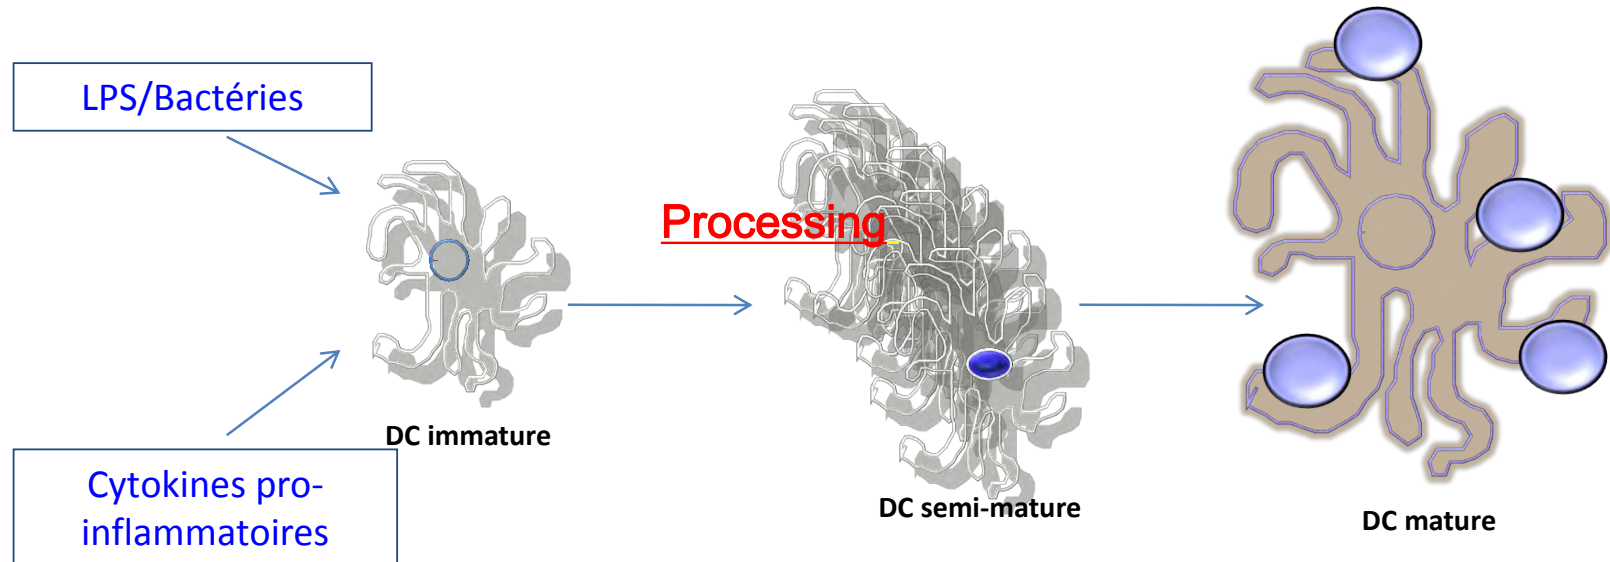 LPS/Bactéries
Processing
DC immature
Cytokines pro-
inflammatoires
DC semi-mature
DC mature